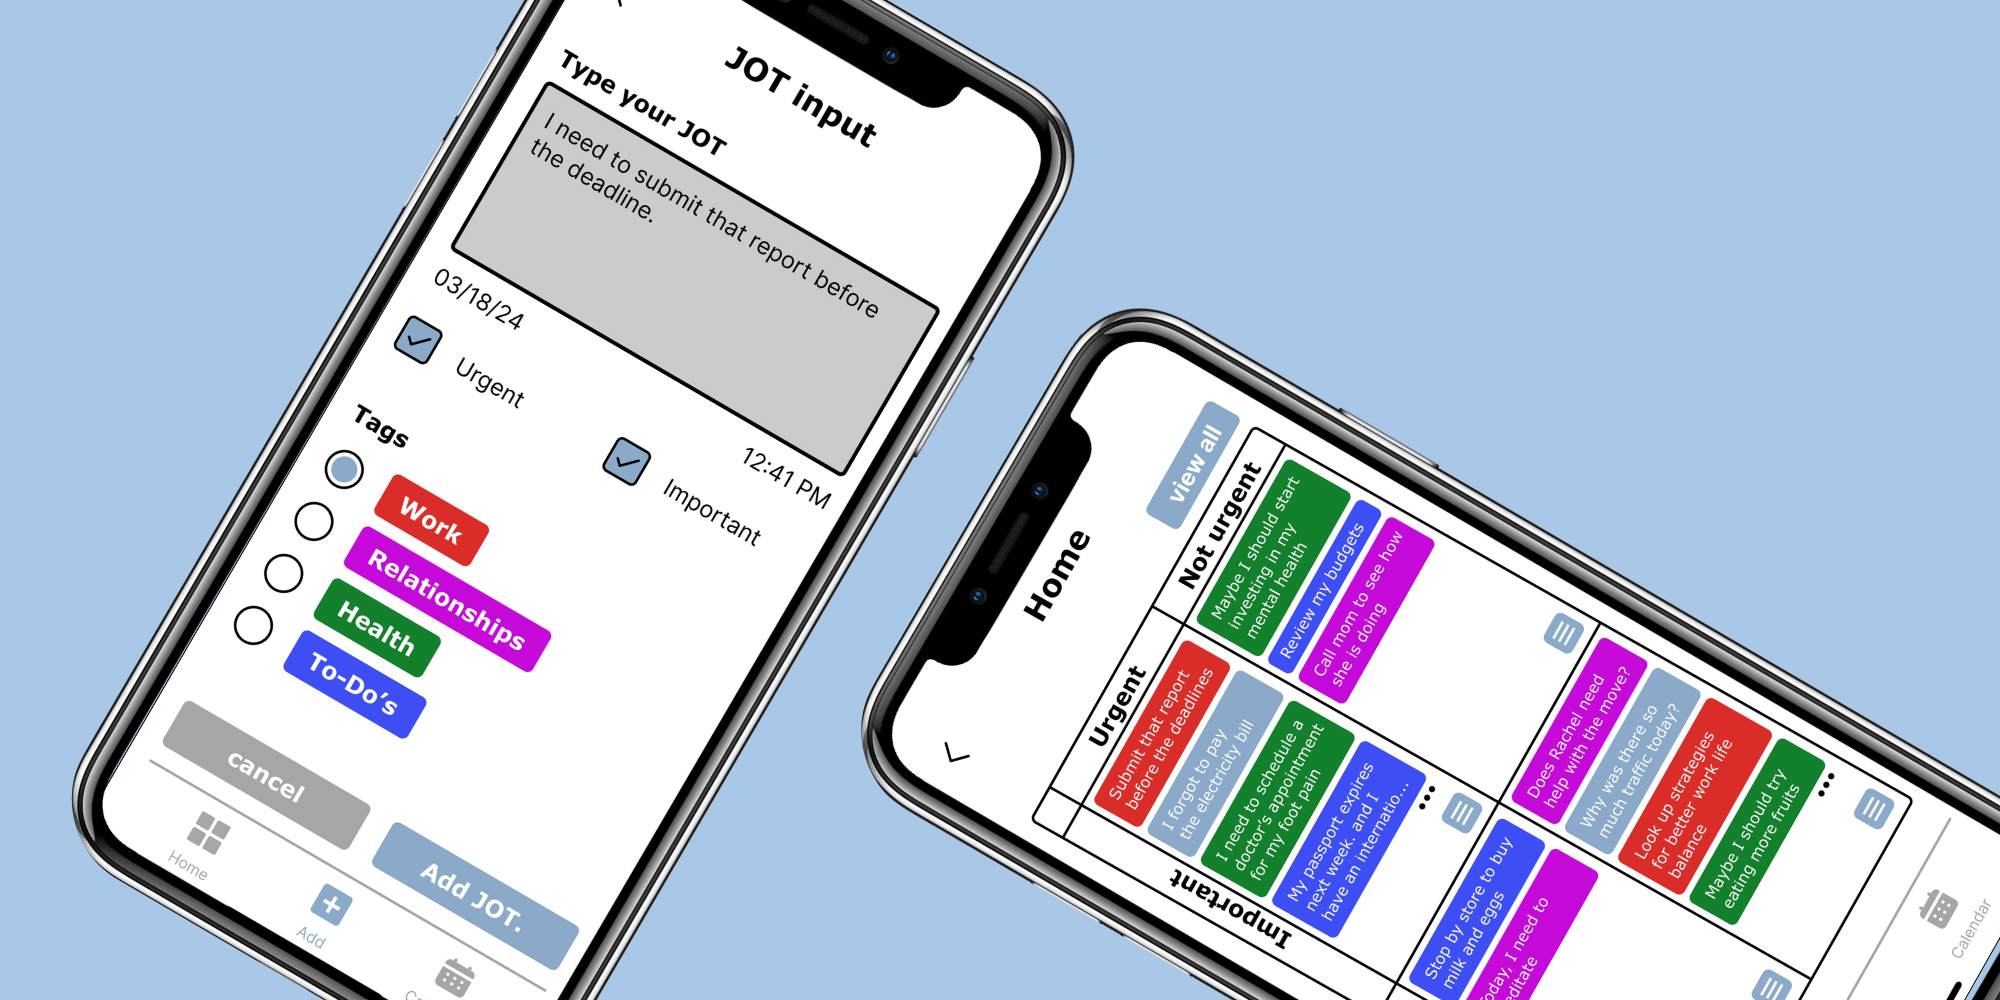 JOT input
Type your JOT
I need to submit that report before
the deadline.
03/18/24
12:41 PM
Urgent
Important
Tags
Work
Relationships
Health
To-Do’s
cancel
Add JOT.
Home
Add
Home
view all
Urgent
Not urgent
Important
Submit that report
before the deadlines
I forgot to pay
the electricity bill
I need to schedule a
doctor’s appointment
for my foot pain
My passport expires
next week. and I
have an internatio...
Maybe I should start
investing in my
mental health
Review my budgets
Call mom to see how
she is doing
Stop by store to buy
milk and eggs
I need to
Does Rachel need
help with the move?
Why was there so
much traffic today?
Look up strategies
for better work life
balance
Maybe I should try
eating more fruits
Calendar